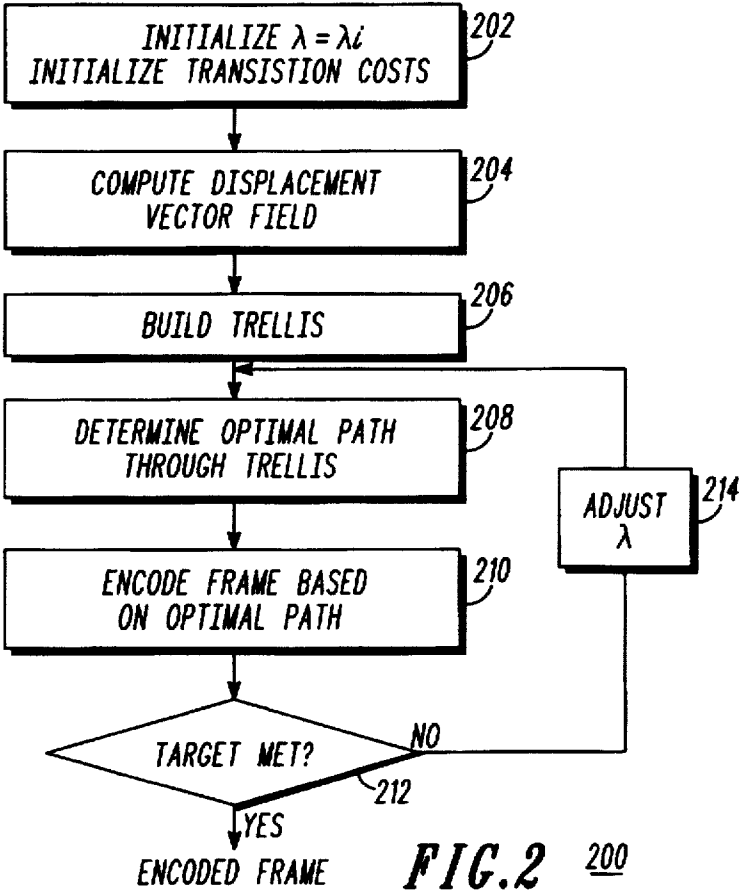 INITIALIZE λ = λi
INITIALIZE TRANSISTION COSTS
202
COMPUTE DISPLACEMENT
VECTOR FIELD
204
BUILD TRELLIS
206
DETERMINE OPTIMAL PATH
THROUGH TRELLIS
208
ADJUST
λ
214
ENCODE FRAME BASED
ON OPTIMAL PATH
210
TARGET MET?
NO
212
YES
ENCODED FRAME
FIG.2 200